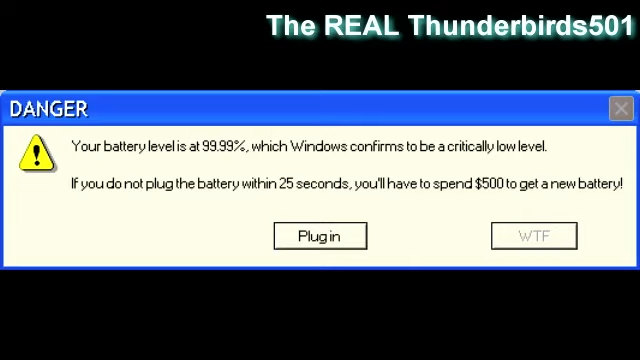 The REAL Thunderbirds501
DANGER
Your battery level is at 99.99%, which Windows confirms to be a critically low level.
If you do not plug the battery within 25 seconds, you'll have to spend $500 to get a new battery!
Plug in
WTF